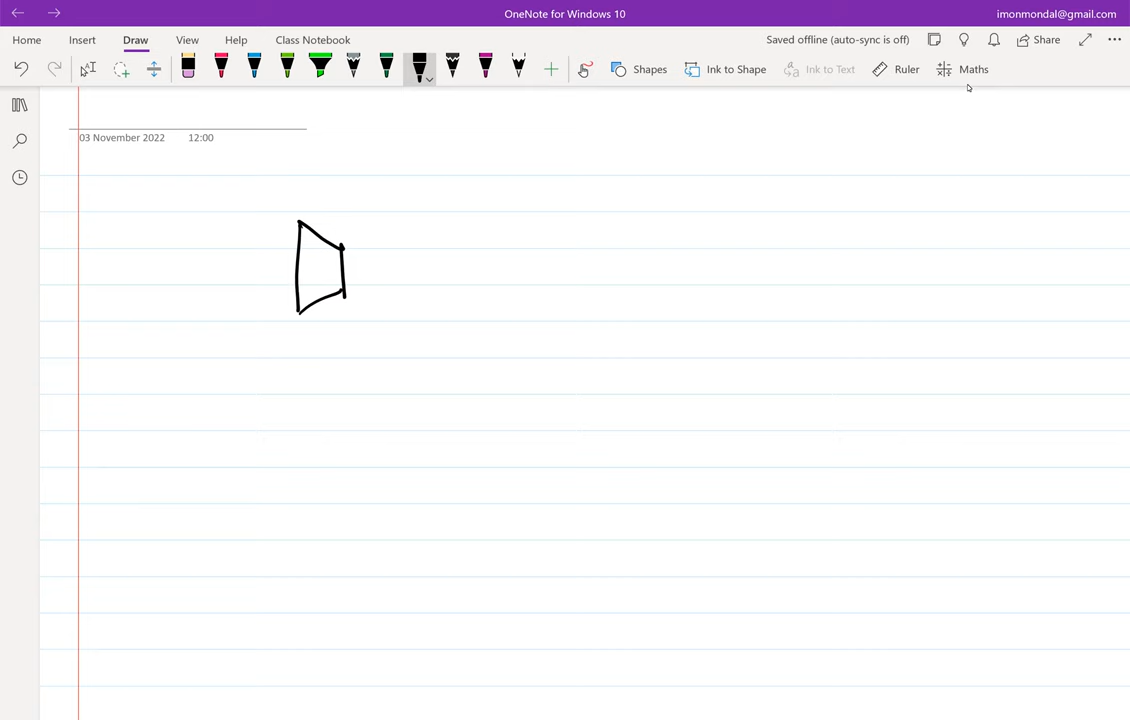 OneNote for Windows 10
imonmondal@gmail.com
Home Insert Draw View Help Class Notebook
Saved offline (auto-sync is off) Share
Shapes Ink to Shape Ink to Text Ruler Maths
03 November 2022 12:00